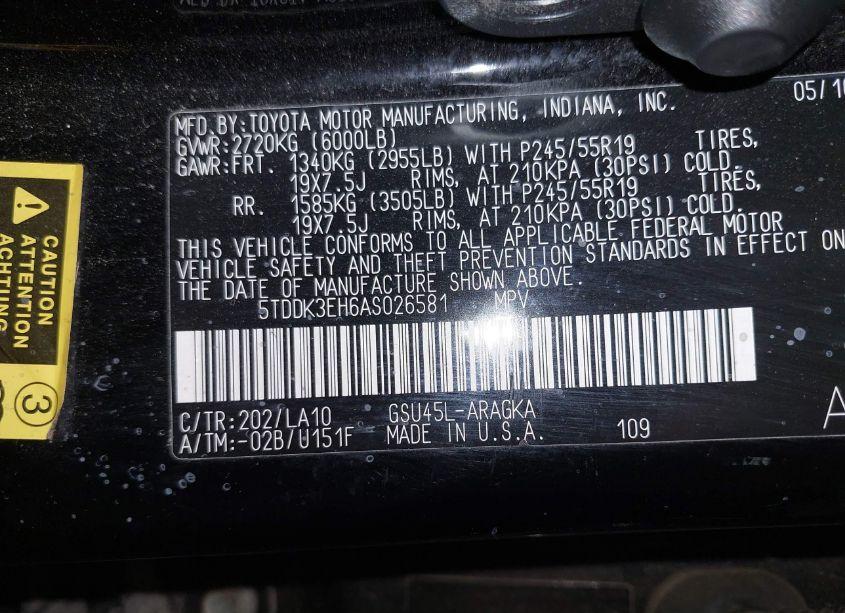 MFD.BY:TOYOTA MOTOR MANUFACTURING, INDIANA, INC. 05/10
GVWR:2720KG (6000LB)
GAWR:FRT. 1340KG (2955LB) WITH P245/55R19 TIRES,
19X7.5J RIMS, AT 210KPA (30PSI) COLD.
RR. 1585KG (3505LB) WITH P245/55R19 TIRES,
19X7.5J RIMS, AT 210KPA (30PSI) COLD.
THIS VEHICLE CONFORMS TO ALL APPLICABLE FEDERAL MOTOR
VEHICLE SAFETY AND THEFT PREVENTION STANDARDS IN EFFECT ON
THE DATE OF MANUFACTURE SHOWN ABOVE.
5TDDK3EH6AS026581 MPV
C/TR:202/LA10 GSU45L-ARAGKA
A/TM:-02B/U151F MADE IN U.S.A. 109
A
CAUTION
ATTENTION
ACHTUNG
3